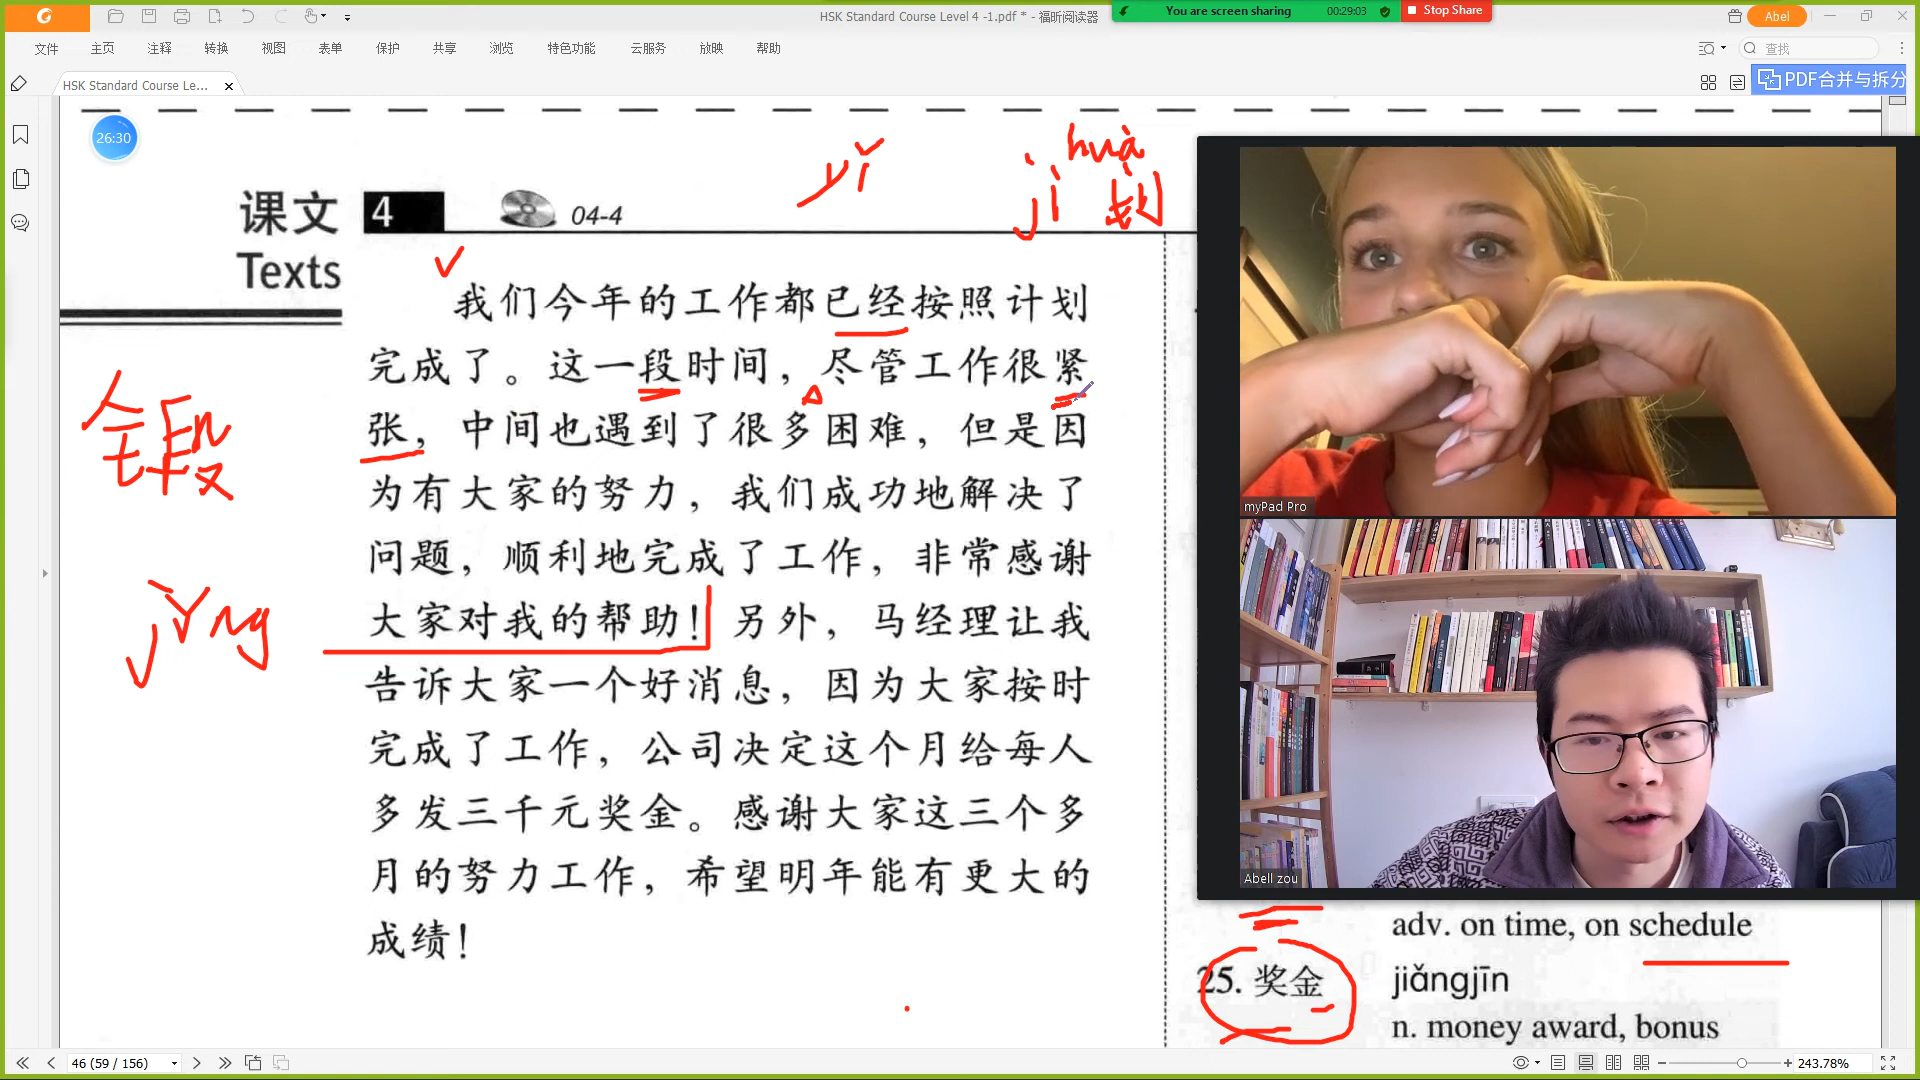 HSK Standard Course Level 4 -1.pdf * - 福昕阅读器
You are screen sharing
00:29:03
Stop Share
Abel
文件 主页 注释 转换 视图 表单 保护 共享 浏览 特色功能 云服务 放映 帮助
查找
HSK Standard Course Le...
PDF合并与拆分
26:30
课文
Texts
4
04-4
yǐ
jì
huà
划
我们今年的工作都已经按照计划
完成了。这一段时间，尽管工作很紧
张，中间也遇到了很多困难，但是因
为有大家的努力，我们成功地解决了
问题，顺利地完成了工作，非常感谢
大家对我的帮助！另外，马经理让我
告诉大家一个好消息，因为大家按时
完成了工作，公司决定这个月给每人
多发三千元奖金。感谢大家这三个多
月的努力工作，希望明年能有更大的
成绩！
myPad Pro
Abell zou
adv. on time, on schedule
25. 奖金
jiǎngjīn
n. money award, bonus
46 (59 / 156)
243.78%